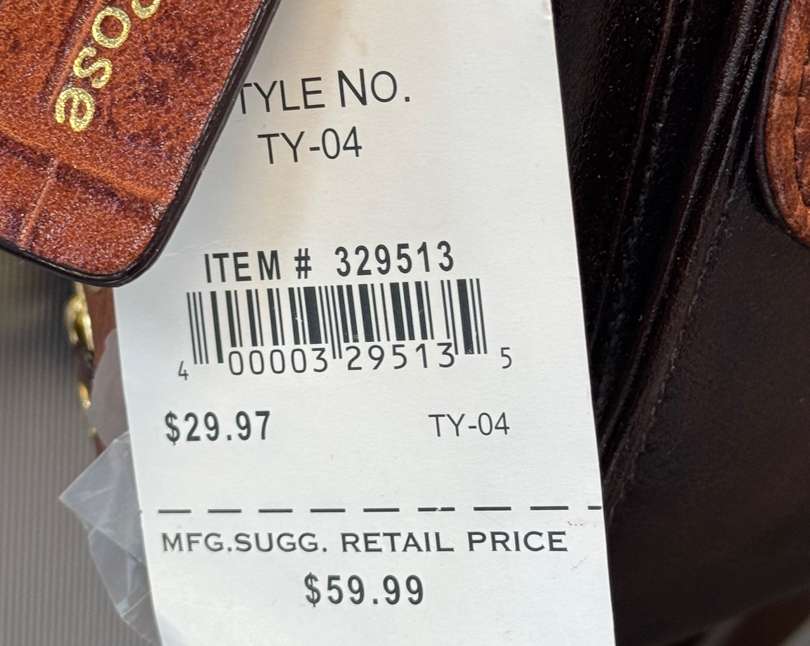 ose
TYLE NO.
TY-04
ITEM # 329513
4 00003 29513 5
$29.97 TY-04
MFG.SUGG. RETAIL PRICE
$59.99